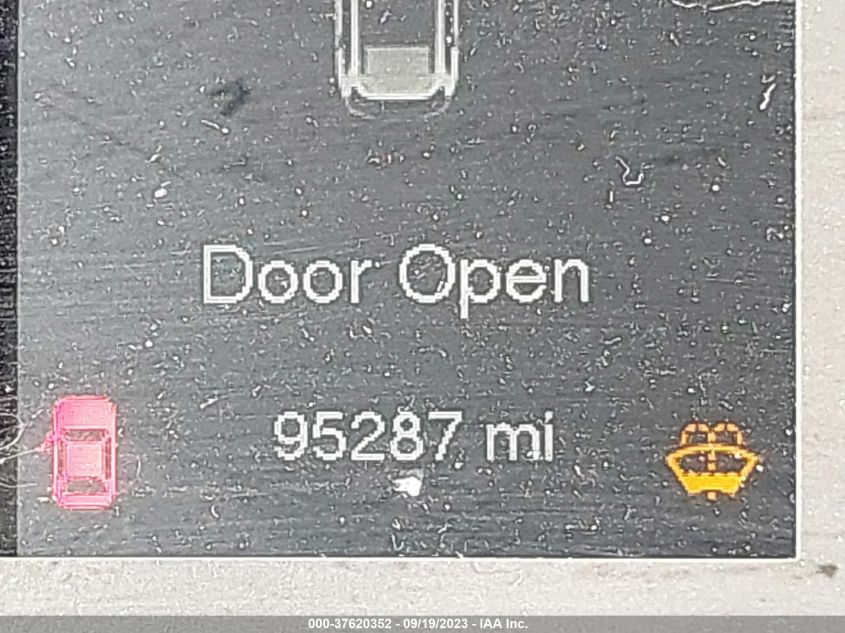 Door Open
95287 mi
000-37620352 - 09/19/2023 - IAA Inc.